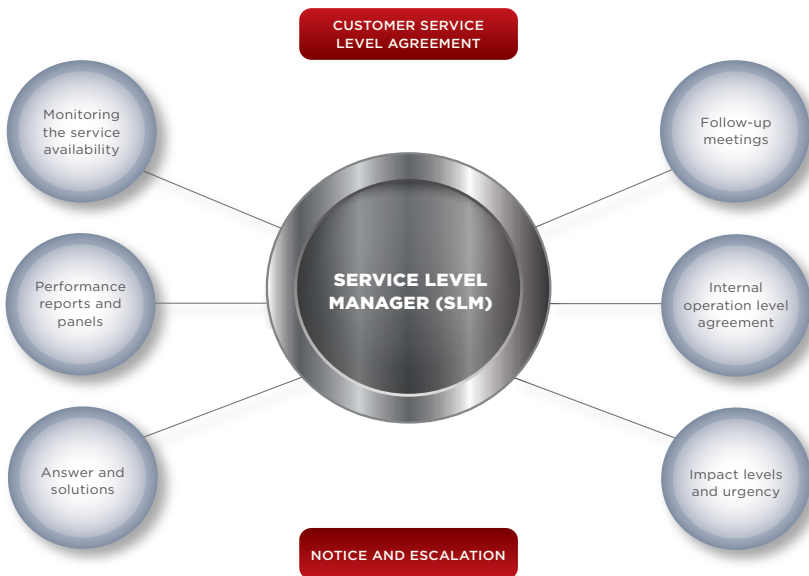 CUSTOMER SERVICE
LEVEL AGREEMENT
Monitoring
the service
availability
Follow-up
meetings
SERVICE LEVEL
MANAGER (SLM)
Performance
reports and
panels
Internal
operation level
agreement
Answer and
solutions
Impact levels
and urgency
NOTICE AND ESCALATION